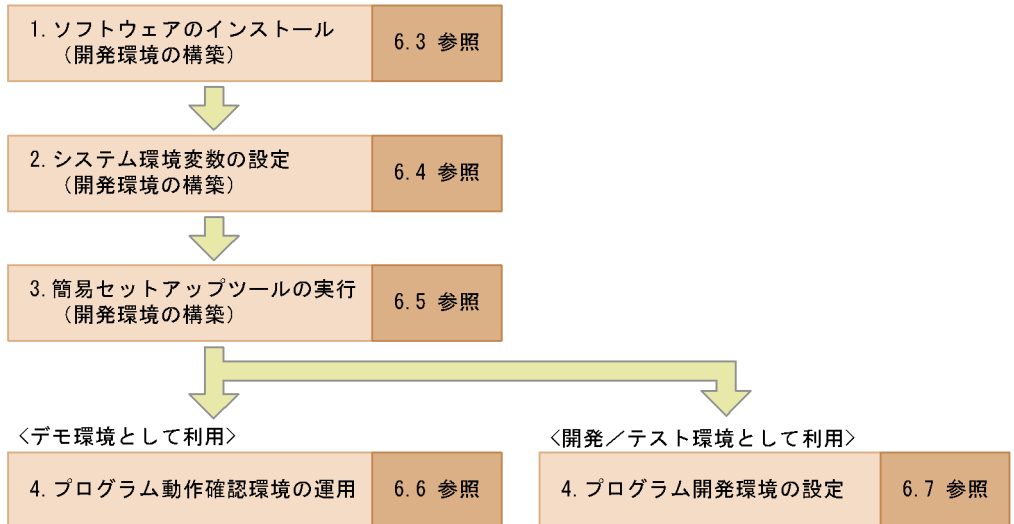 1. ソフトウェアのインストール
（開発環境の構築）
6.3 参照
2. システム環境変数の設定
（開発環境の構築）
6.4 参照
3. 簡易セットアップツールの実行
（開発環境の構築）
6.5 参照
＜デモ環境として利用＞
4. プログラム動作確認環境の運用
6.6 参照
＜開発／テスト環境として利用＞
4. プログラム開発環境の設定
6.7 参照